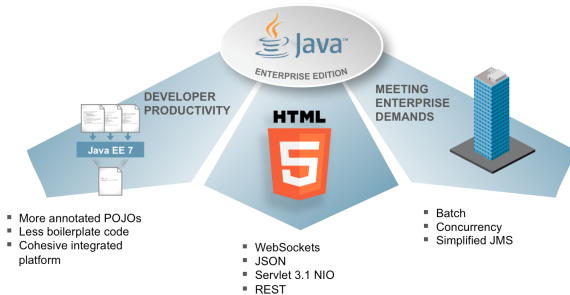 Java™
ENTERPRISE EDITION
DEVELOPER
PRODUCTIVITY
Java EE 7
▪ More annotated POJOs
▪ Less boilerplate code
▪ Cohesive integrated
platform
HTML
5
▪ WebSockets
▪ JSON
▪ Servlet 3.1 NIO
▪ REST
MEETING
ENTERPRISE
DEMANDS
▪ Batch
▪ Concurrency
▪ Simplified JMS